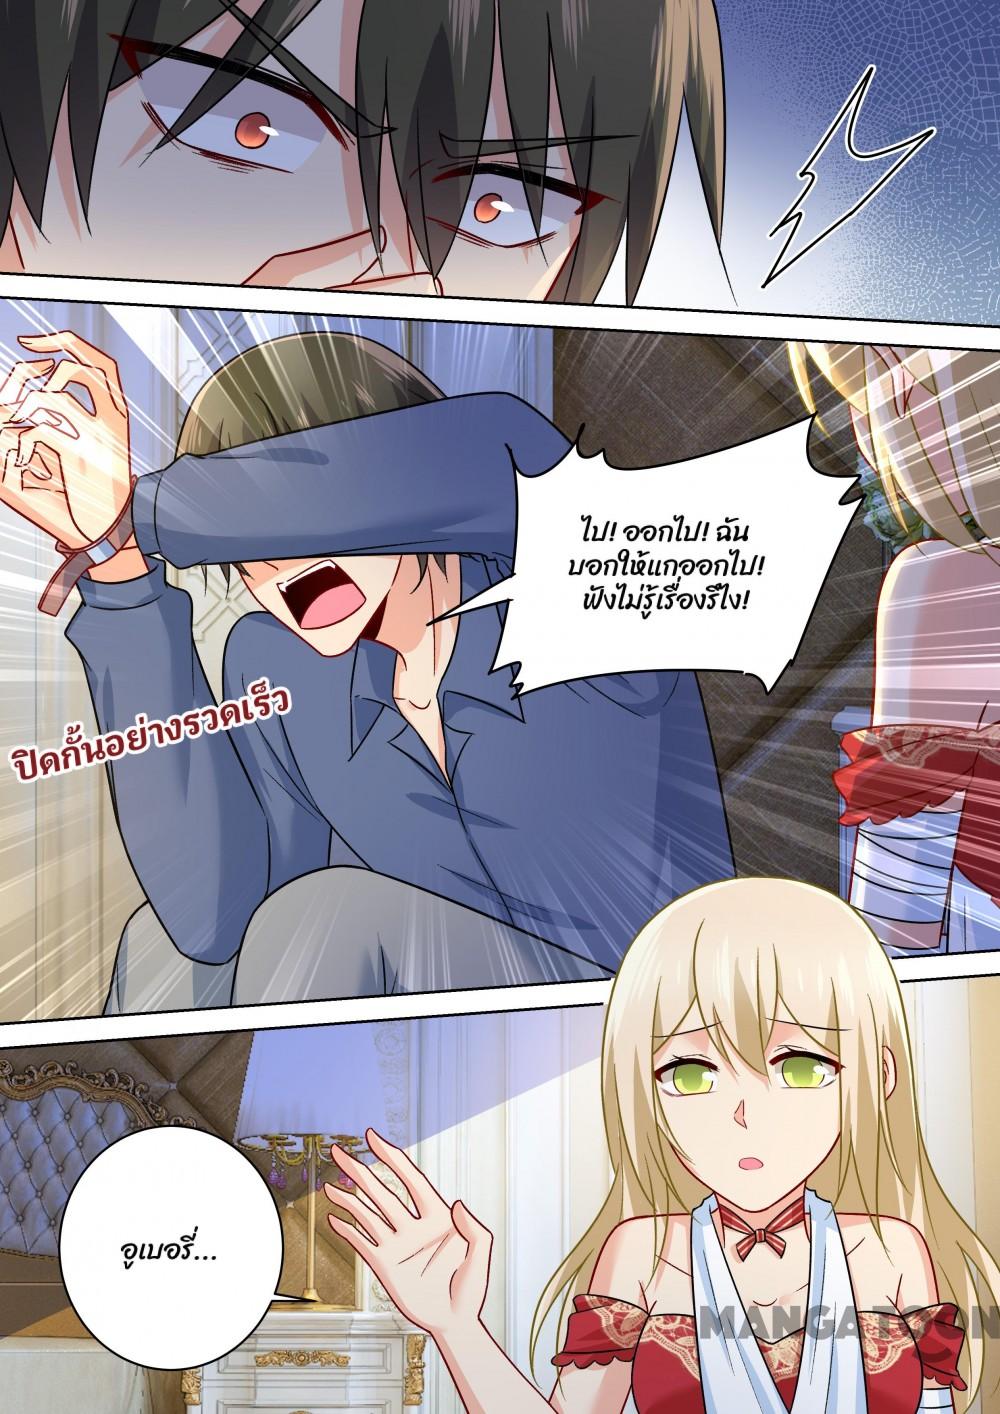 ไป! ออกไป! ฉัน
บอกให้แกออกไป!
ฟังไม่รู้เรื่องรึไง!
ปิดกั้นอย่างรวดเร็ว
อูเบอรี่...
MANGATOON